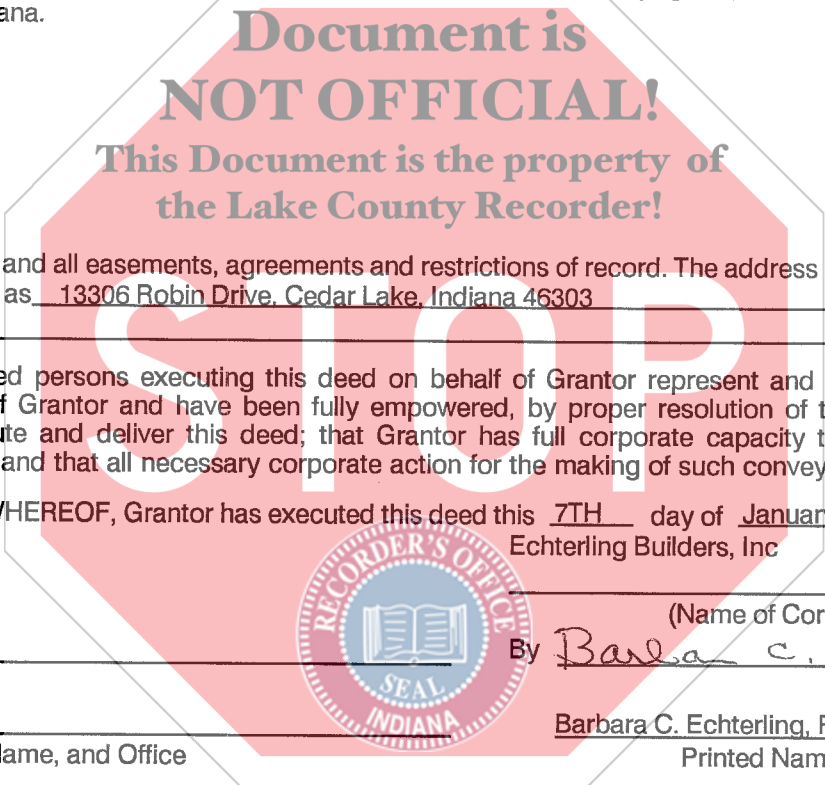 ana.
Document is
NOT OFFICIAL!
This Document is the property of
the Lake County Recorder!
and all easements, agreements and restrictions of record. The address
as 13306 Robin Drive, Cedar Lake, Indiana 46303
STOP
ed persons executing this deed on behalf of Grantor represent and
f Grantor and have been fully empowered, by proper resolution of t
ute and deliver this deed; that Grantor has full corporate capacity t
and that all necessary corporate action for the making of such convey
WHEREOF, Grantor has executed this deed this 7TH day of Januar
Echterling Builders, Inc
RECORDER'S OFFICE
(Name of Cor
By Barbara C.
SEAL
INDIANA
Barbara C. Echterling, P
lame, and Office
Printed Nam